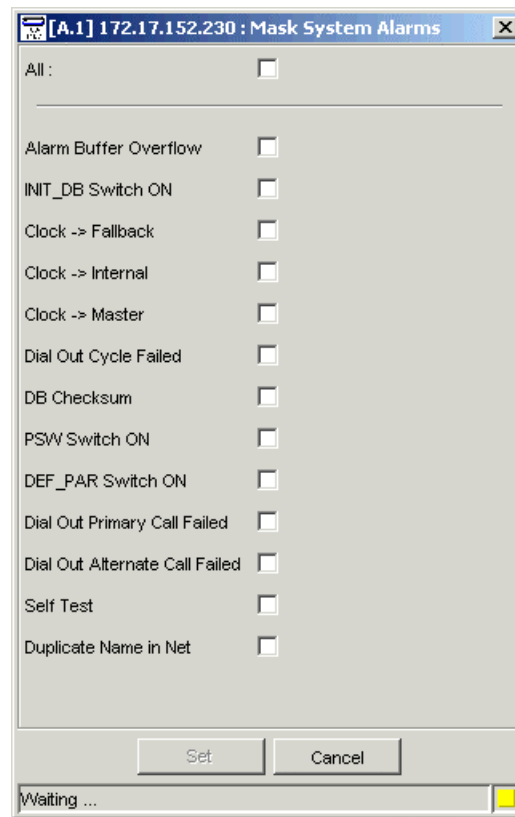 [A.1] 172.17.152.230 : Mask System Alarms
All :
Alarm Buffer Overflow
INIT_DB Switch ON
Clock -> Fallback
Clock -> Internal
Clock -> Master
Dial Out Cycle Failed
DB Checksum
PSW Switch ON
DEF_PAR Switch ON
Dial Out Primary Call Failed
Dial Out Alternate Call Failed
Self Test
Duplicate Name in Net
Set
Cancel
Waiting ...